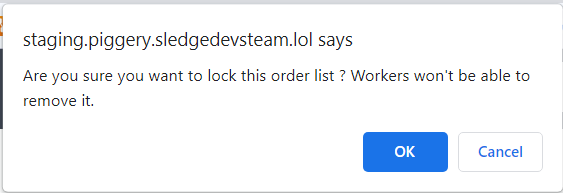 staging.piggery.sledgedevsteam.lol says
Are you sure you want to lock this order list ? Workers won't be able to
remove it.
OK
Cancel